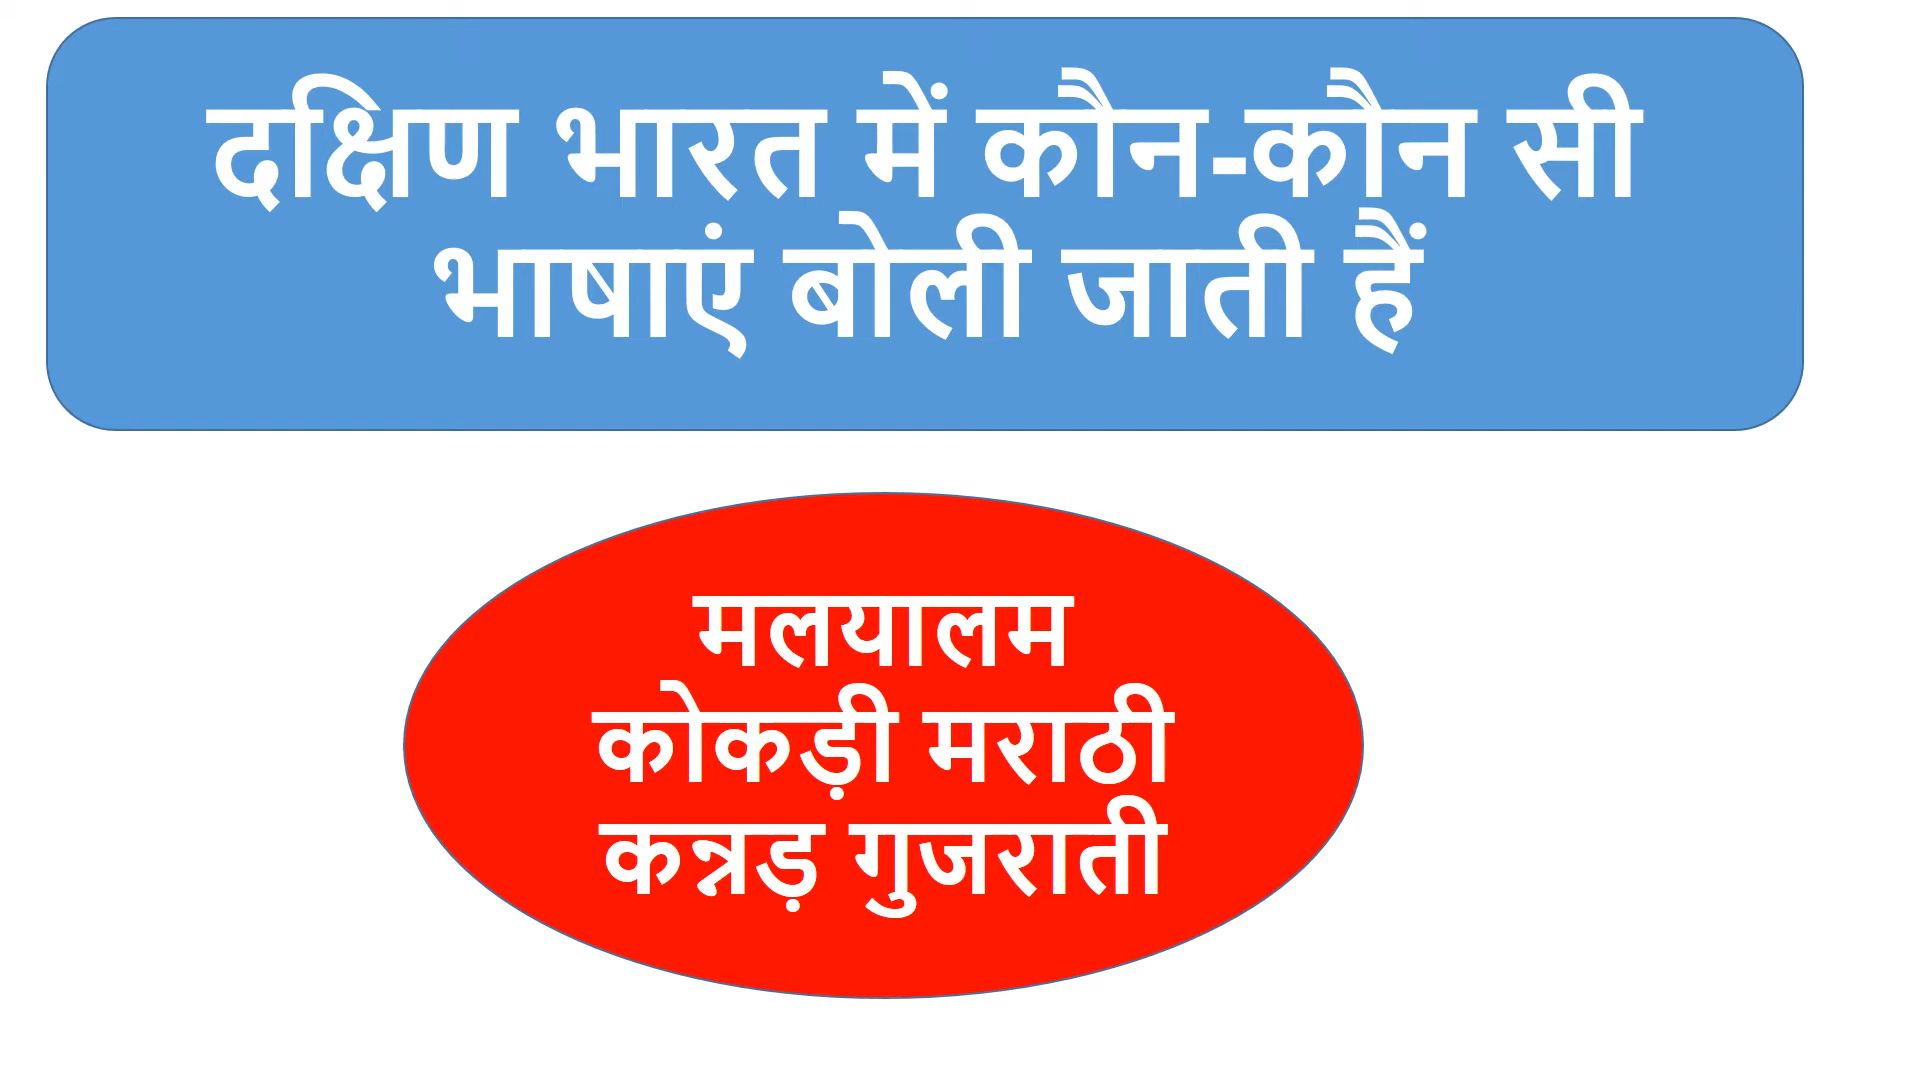 दक्षिण भारत में कौन-कौन सी
भाषाएं बोली जाती हैं
मलयालम
कोकड़ी मराठी
कन्नड़ गुजराती